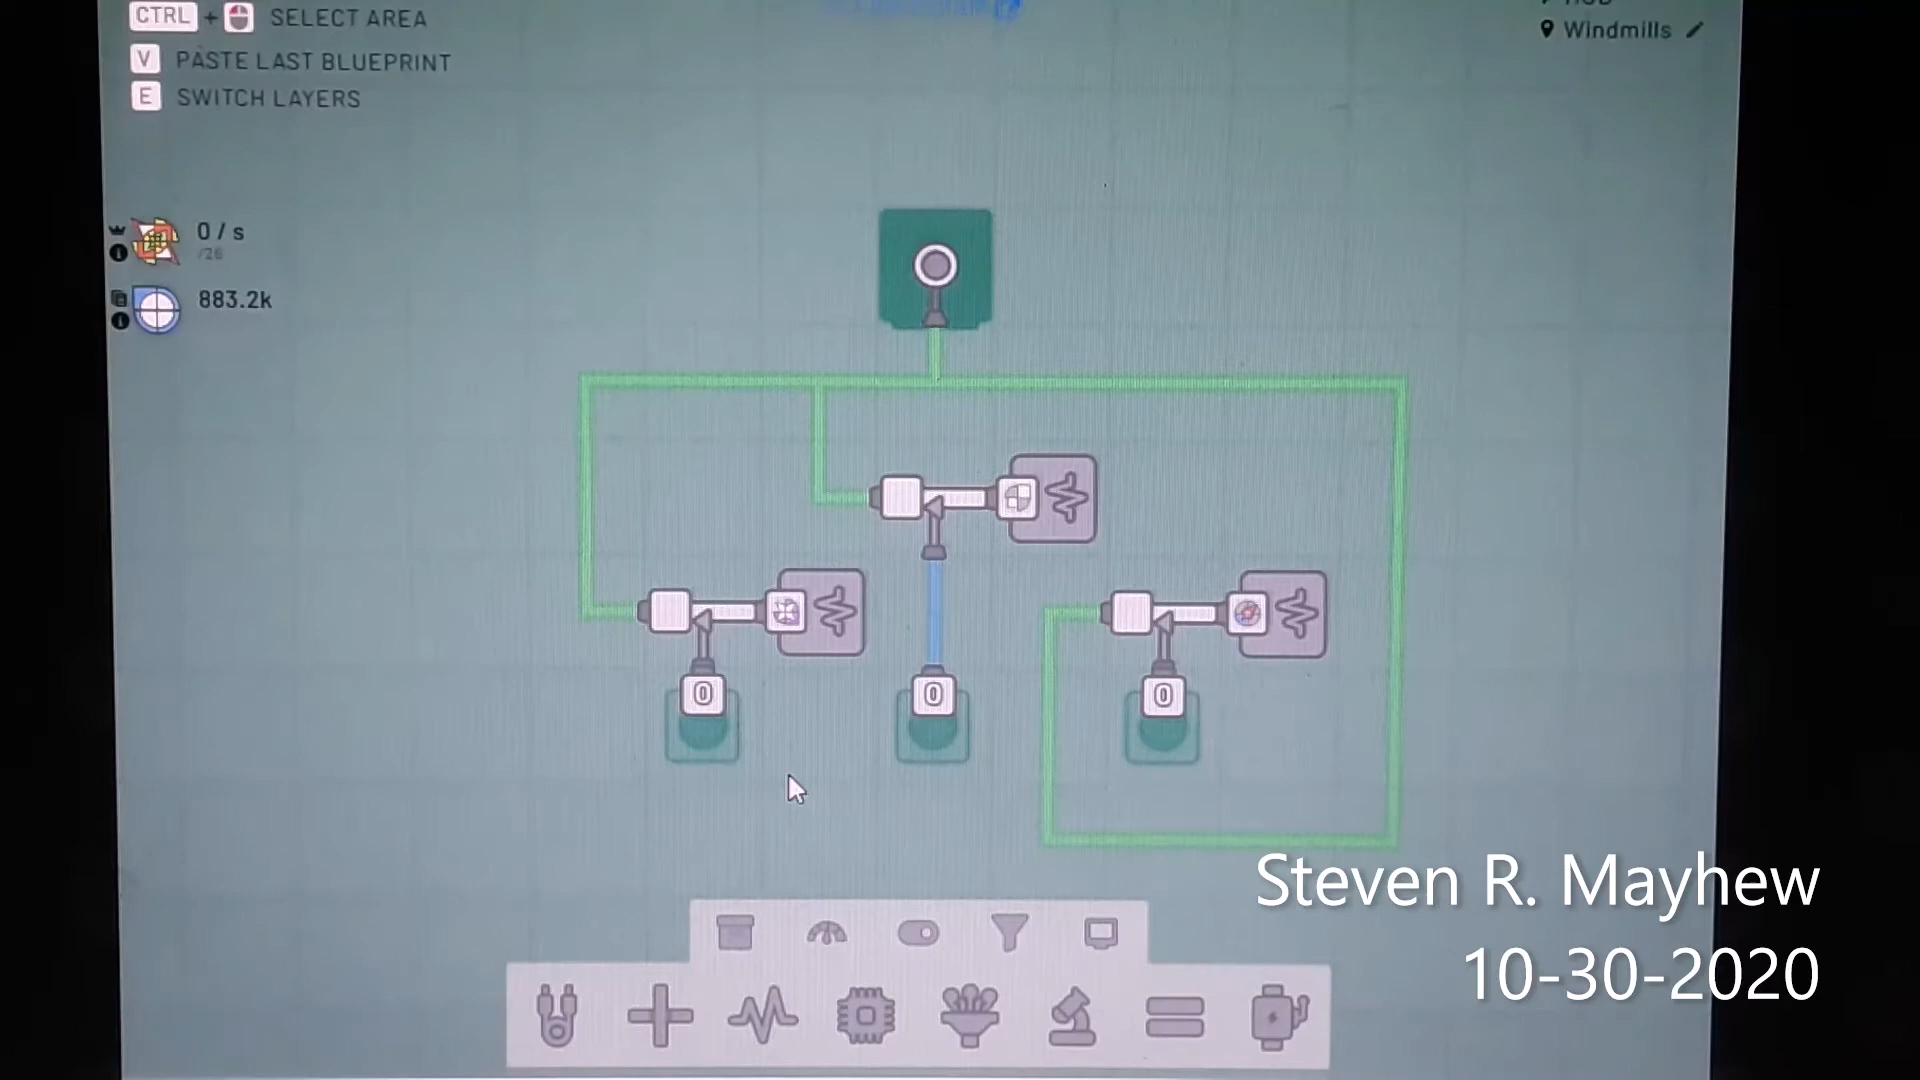 CTRL + SELECT AREA
V PASTE LAST BLUEPRINT
E SWITCH LAYERS
Windmills
0 / s
/26
883.2k
0
0
0
Steven R. Mayhew
10-30-2020